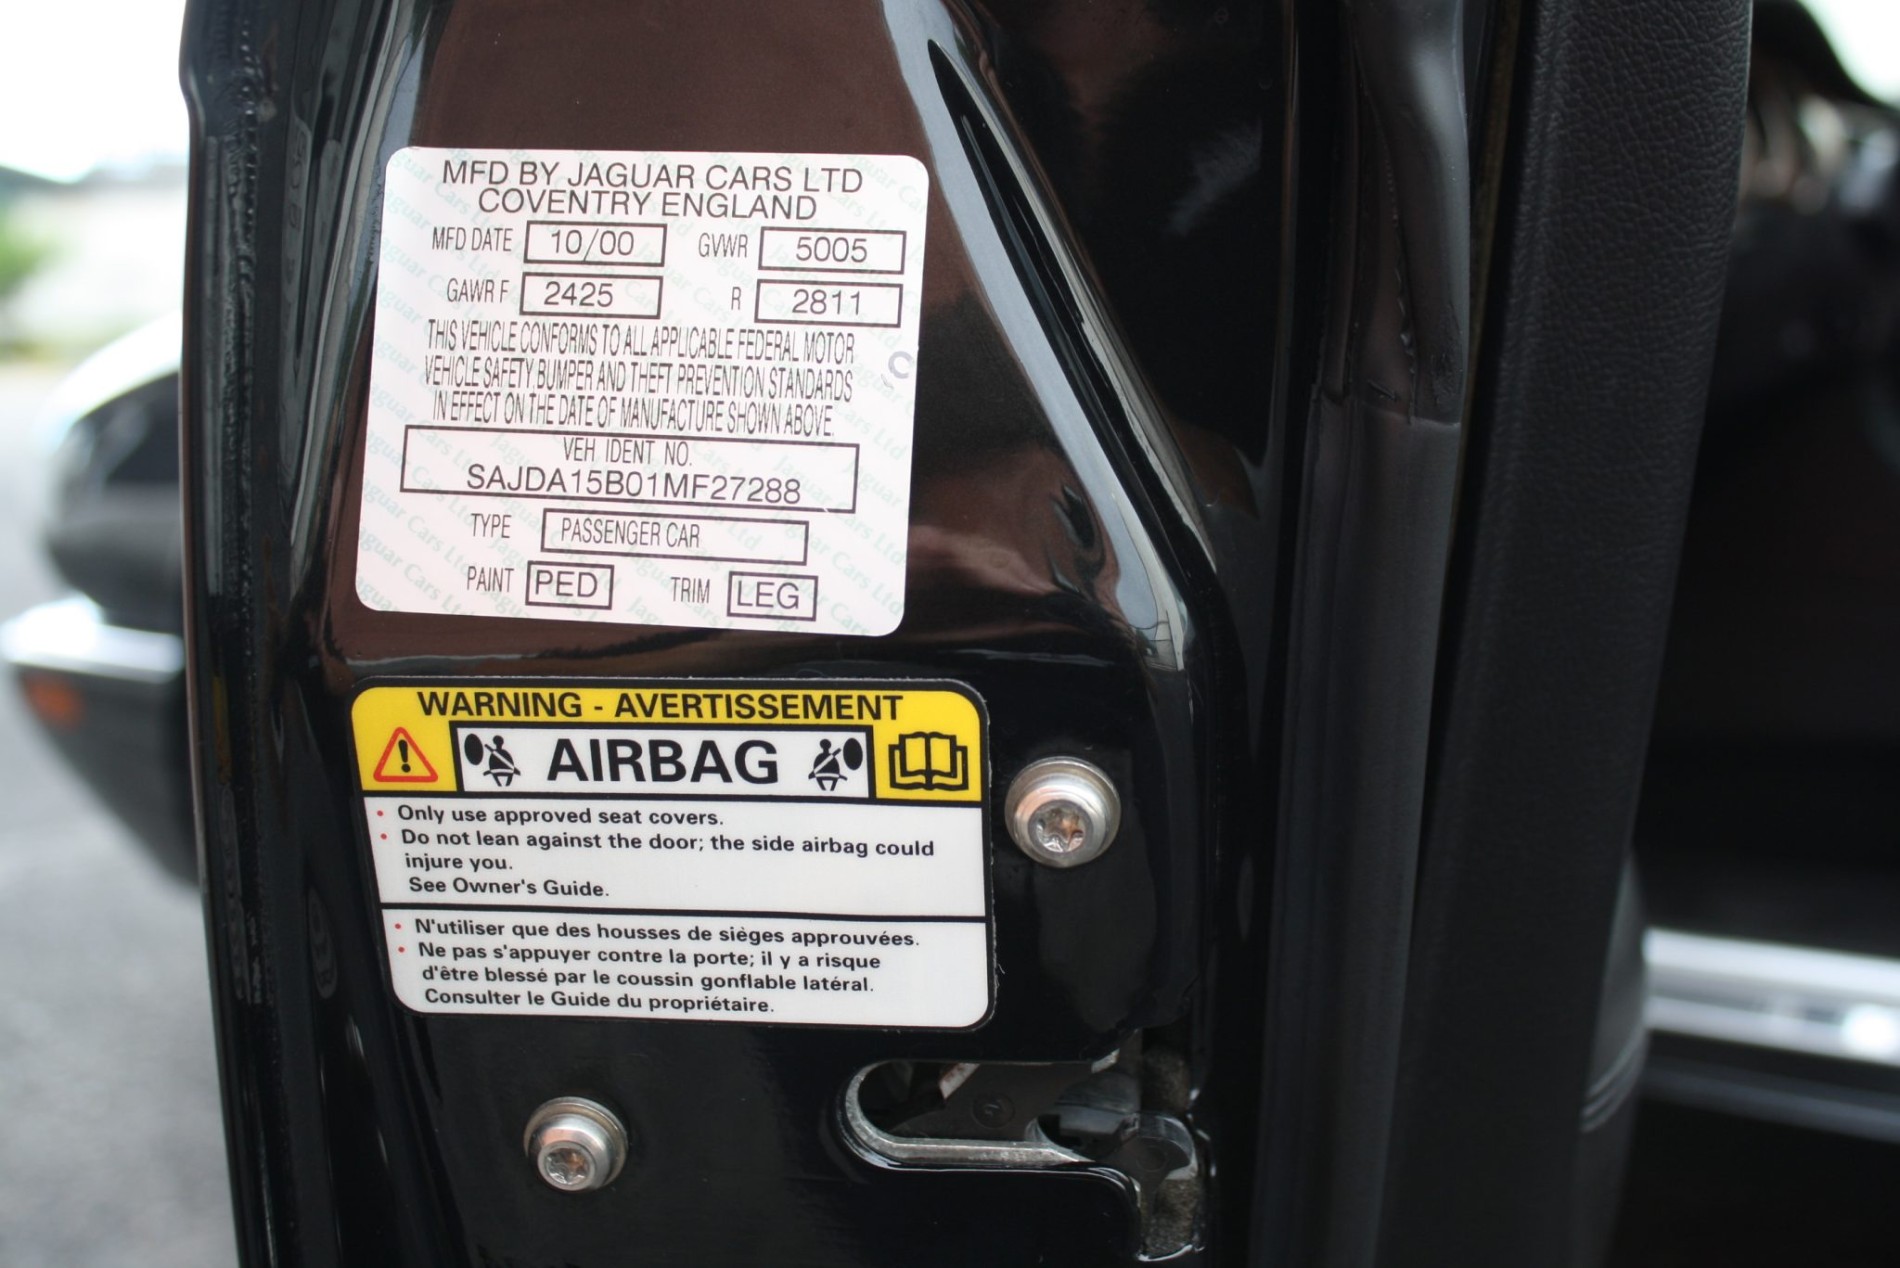 MFD BY JAGUAR CARS LTD
COVENTRY ENGLAND
MFD DATE 10/00 GVWR 5005
GAWR F 2425 R 2811
THIS VEHICLE CONFORMS TO ALL APPLICABLE FEDERAL MOTOR
VEHICLE SAFETY, BUMPER AND THEFT PREVENTION STANDARDS
IN EFFECT ON THE DATE OF MANUFACTURE SHOWN ABOVE.
VEH IDENT NO.
SAJDA15B01MF27288
TYPE PASSENGER CAR
PAINT PED TRIM LEG
WARNING - AVERTISSEMENT
AIRBAG
• Only use approved seat covers.
• Do not lean against the door; the side airbag could
injure you.
See Owner's Guide.
• N'utiliser que des housses de sièges approuvées.
• Ne pas s'appuyer contre la porte; il y a risque
d'être blessé par le coussin gonflable latéral.
Consulter le Guide du propriétaire.